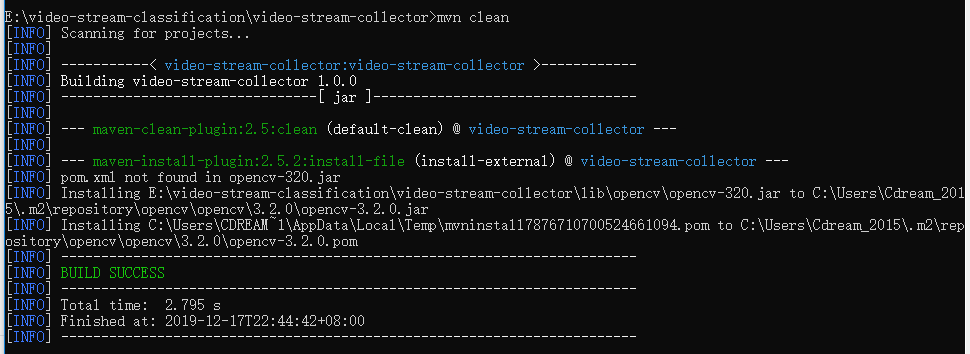 E:\video-stream-classification\video-stream-collector>mvn clean
[INFO] Scanning for projects...
[INFO]
[INFO] -----------< video-stream-collector:video-stream-collector >------------
[INFO] Building video-stream-collector 1.0.0
[INFO] --------------------------------[ jar ]---------------------------------
[INFO]
[INFO] --- maven-clean-plugin:2.5:clean (default-clean) @ video-stream-collector ---
[INFO]
[INFO] --- maven-install-plugin:2.5.2:install-file (install-external) @ video-stream-collector ---
[INFO] pom.xml not found in opencv-320.jar
[INFO] Installing E:\video-stream-classification\video-stream-collector\lib\opencv\opencv-320.jar to C:\Users\Cdream_201
5\.m2\repository\opencv\opencv\3.2.0\opencv-3.2.0.jar
[INFO] Installing C:\Users\CDREAM~1\AppData\Local\Temp\mvninstall787671070052466109​4.pom to C:\Users\Cdream_2015\.m2\rep
ository\opencv\opencv\3.2.0\opencv-3.2.0.pom
[INFO] ------------------------------------------------------------------------
[INFO] BUILD SUCCESS
[INFO] ------------------------------------------------------------------------
[INFO] Total time:  2.795 s
[INFO] Finished at: 2019-12-17T22:44:42+08:00
[INFO] ------------------------------------------------------------------------